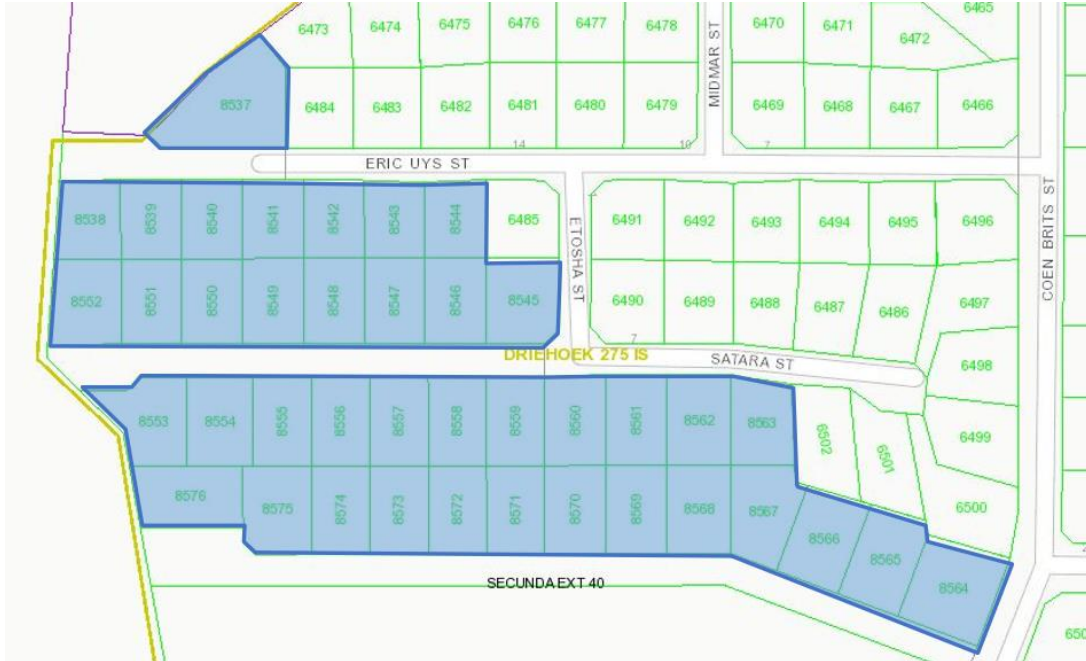 6473 6474 6475 6476 6477 6478 6470 6471 6472 6465
8537 6484 6483 6482 6481 6480 6479 6469 6468 6467 6466
MIDMAR ST
14 10 7
ERIC UYS ST
8538 8539 8540 8541 8542 8543 8544 6485 6491 6492 6493 6494 6495 6496
ETOSHA ST
COEN BRITS ST
8552 8551 8550 8549 8548 8547 8546 8545 6490 6489 6488 6487 6486 6497
7
DRIEHOEK 275 IS
SATARA ST
6498
8553 8554 8555 8556 8557 8558 8559 8560 8561 8562 8563 6502 6501 6499
8576 8575 8574 8573 8572 8571 8570 8569 8568 8567 6500
8566 8565 8564
SECUNDA EXT 40